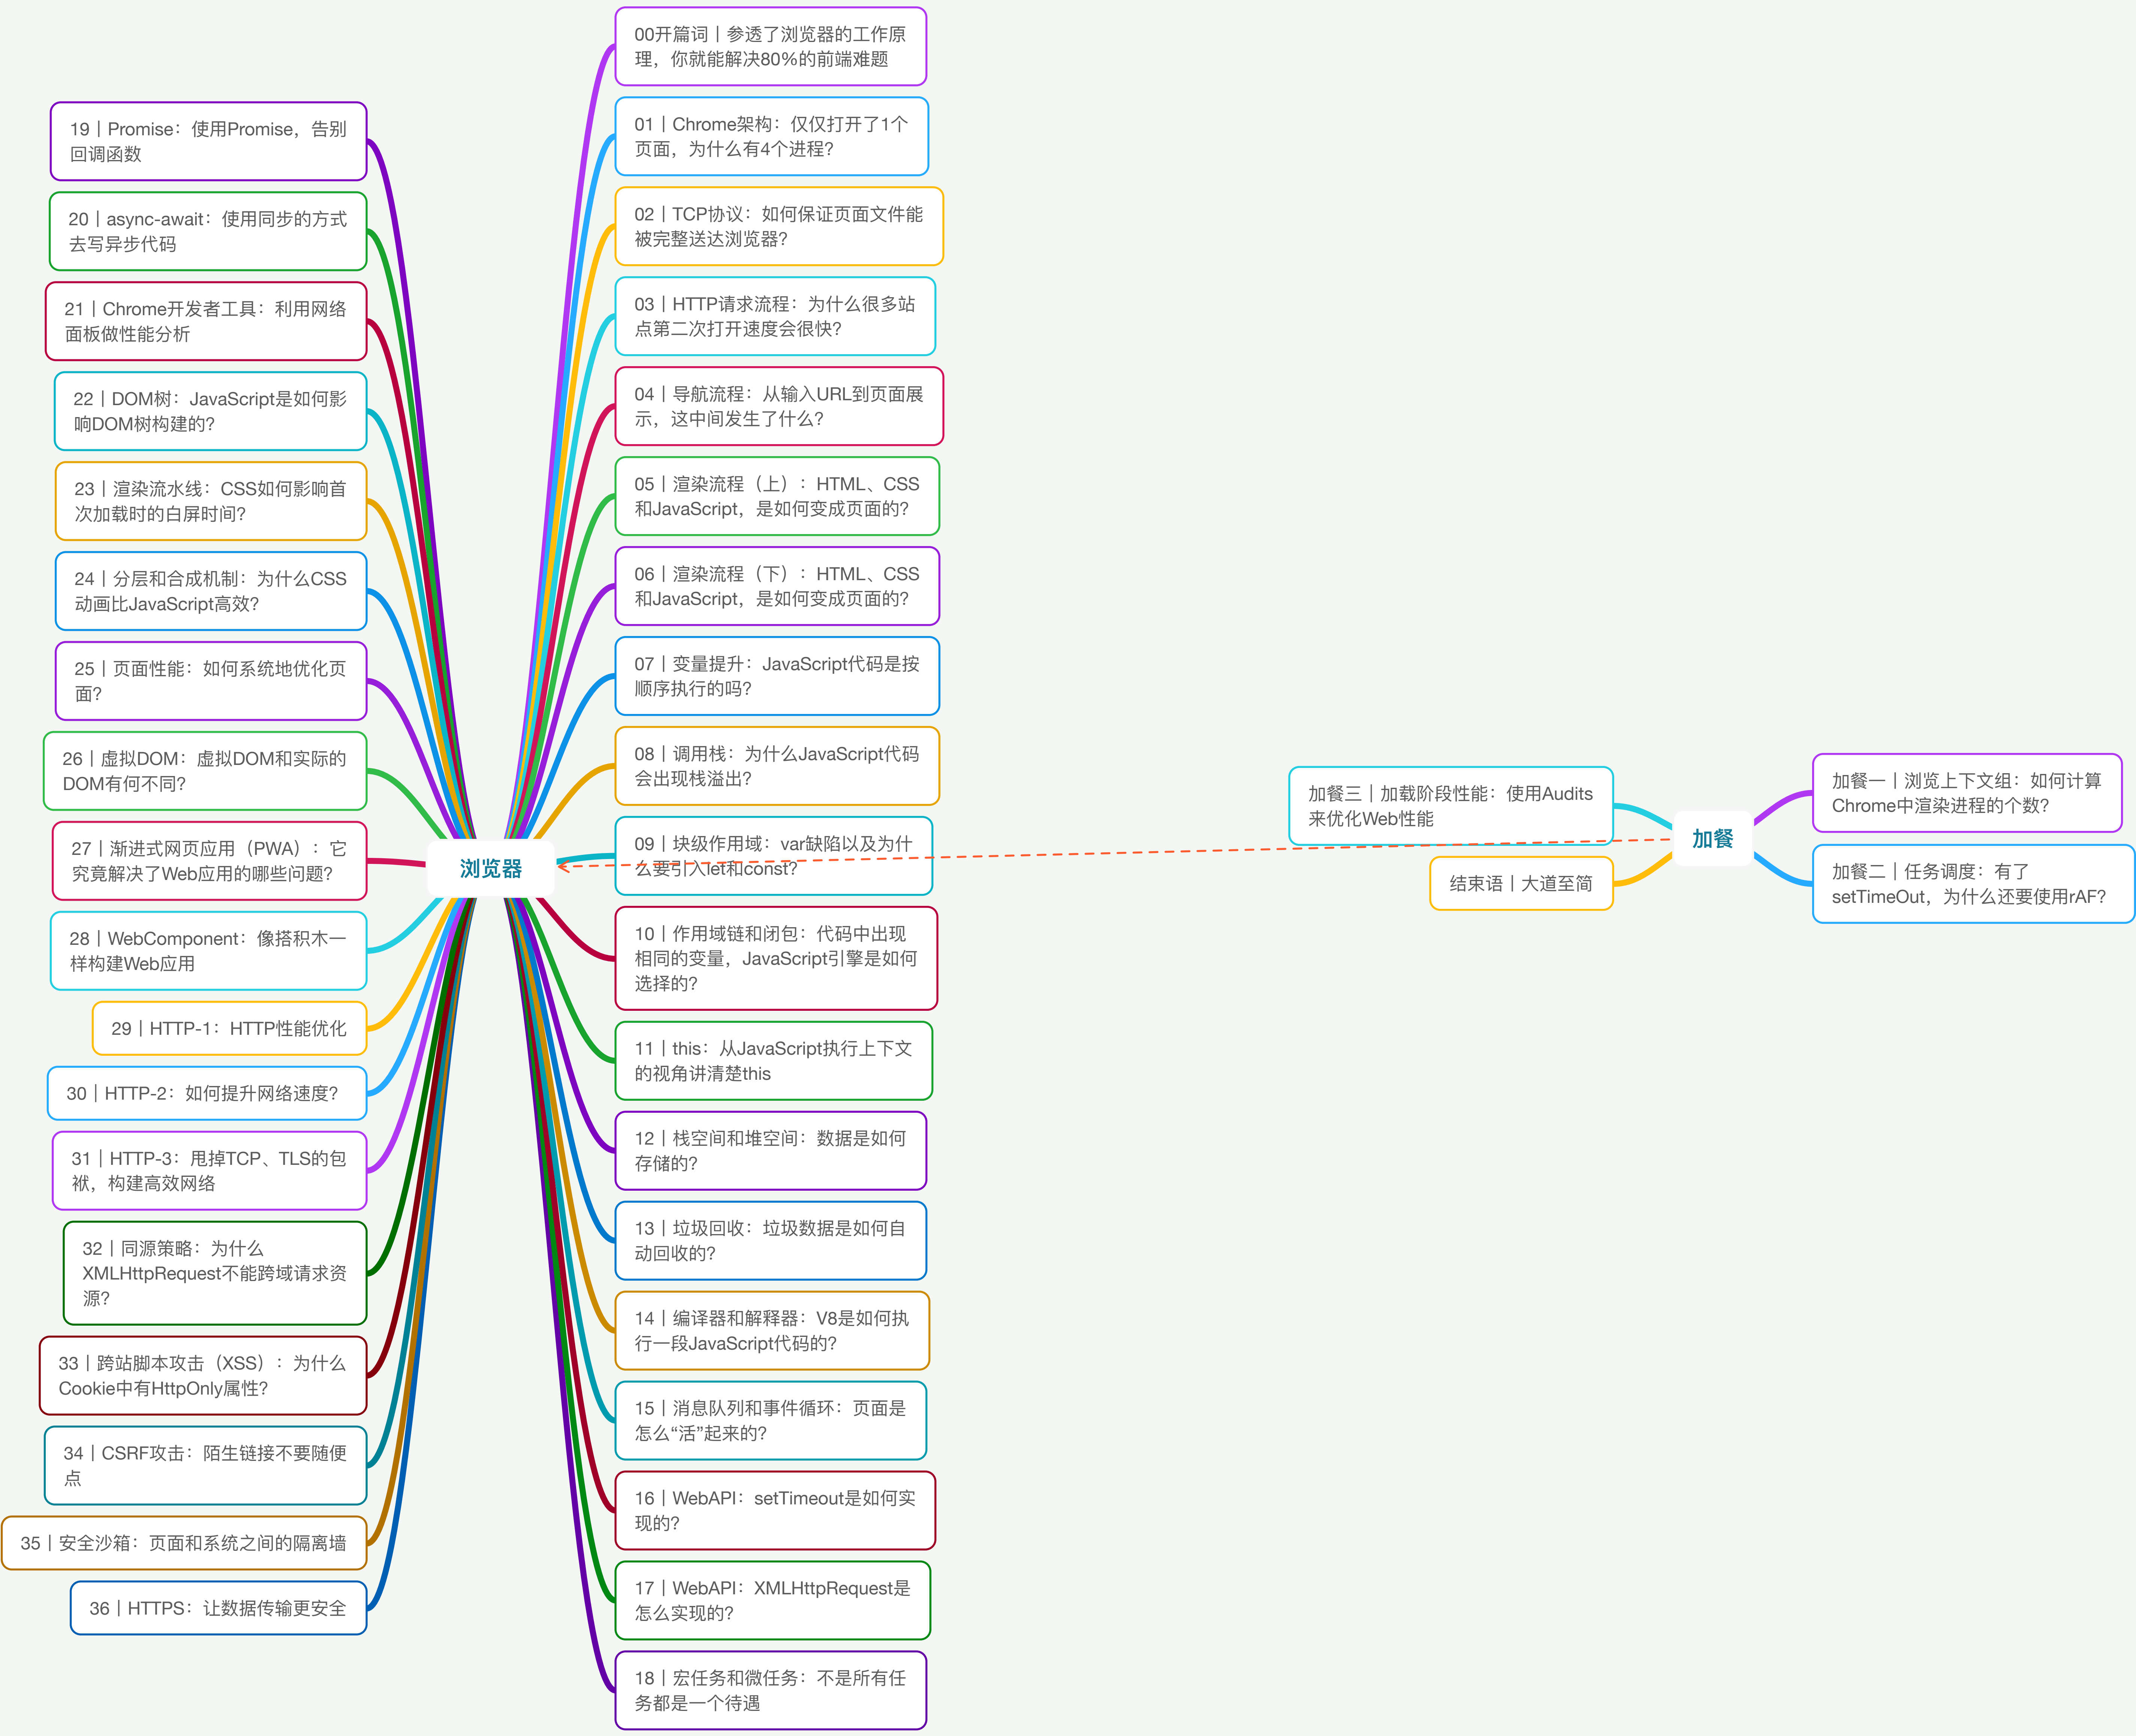 00开篇词丨参透了浏览器的工作原
理，你就能解决80%的前端难题
01丨Chrome架构：仅仅打开了1个
页面，为什么有4个进程？
02丨TCP协议：如何保证页面文件能
被完整送达浏览器？
03丨HTTP请求流程：为什么很多站
点第二次打开速度会很快？
04丨导航流程：从输入URL到页面展
示，这中间发生了什么？
05丨渲染流程（上）：HTML、CSS
和JavaScript，是如何变成页面的？
06丨渲染流程（下）：HTML、CSS
和JavaScript，是如何变成页面的？
07丨变量提升：JavaScript代码是按
顺序执行的吗？
08丨调用栈：为什么JavaScript代码
会出现栈溢出？
09丨块级作用域：var缺陷以及为什
么要引入let和const？
10丨作用域链和闭包：代码中出现
相同的变量，JavaScript引擎是如何
选择的？
11丨this：从JavaScript执行上下文
的视角讲清楚this
12丨栈空间和堆空间：数据是如何
存储的？
13丨垃圾回收：垃圾数据是如何自
动回收的？
14丨编译器和解释器：V8是如何执
行一段JavaScript代码的？
15丨消息队列和事件循环：页面是
怎么“活”起来的？
16丨WebAPI：setTimeout是如何实
现的？
17丨WebAPI：XMLHttpRequest是
怎么实现的？
18丨宏任务和微任务：不是所有任
务都是一个待遇
浏览器
19丨Promise：使用Promise，告别
回调函数
20丨async-await：使用同步的方式
去写异步代码
21丨Chrome开发者工具：利用网络
面板做性能分析
22丨DOM树：JavaScript是如何影
响DOM树构建的？
23丨渲染流水线：CSS如何影响首
次加载时的白屏时间？
24丨分层和合成机制：为什么CSS
动画比JavaScript高效？
25丨页面性能：如何系统地优化页
面？
26丨虚拟DOM：虚拟DOM和实际的
DOM有何不同？
27丨渐进式网页应用（PWA）：它
究竟解决了Web应用的哪些问题？
28丨WebComponent：像搭积木一
样构建Web应用
29丨HTTP-1：HTTP性能优化
30丨HTTP-2：如何提升网络速度？
31丨HTTP-3：甩掉TCP、TLS的包
袱，构建高效网络
32丨同源策略：为什么
XMLHttpRequest不能跨域请求资
源？
33丨跨站脚本攻击（XSS）：为什么
Cookie中有HttpOnly属性？
34丨CSRF攻击：陌生链接不要随便
点
35丨安全沙箱：页面和系统之间的隔离墙
36丨HTTPS：让数据传输更安全
加餐
加餐一丨浏览上下文组：如何计算
Chrome中渲染进程的个数？
加餐二丨任务调度：有了
setTimeOut，为什么还要使用rAF？
加餐三丨加载阶段性能：使用Audits
来优化Web性能
结束语丨大道至简